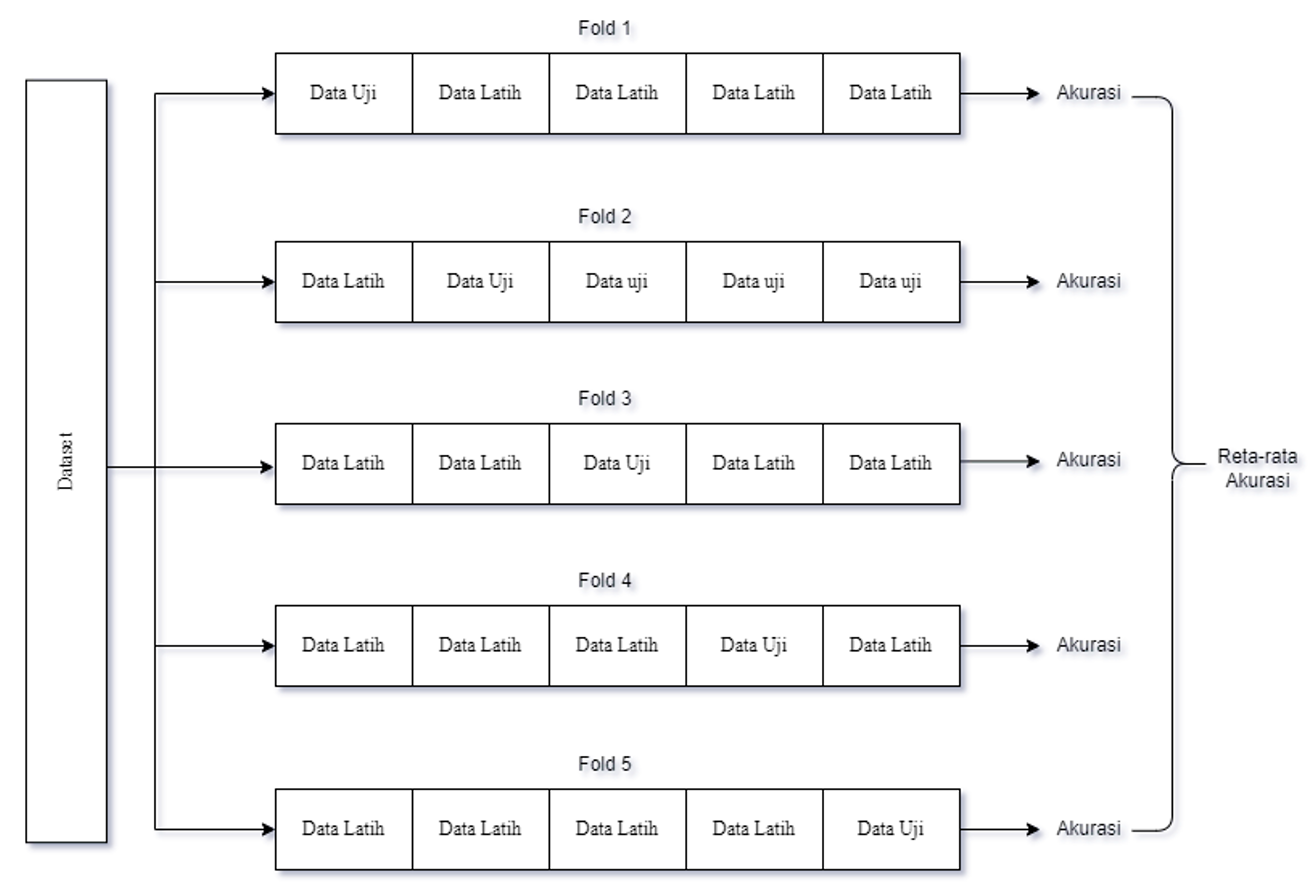 Fold 1
Data Uji Data Latih Data Latih Data Latih Data Latih
Akurasi
Fold 2
Data Latih Data Uji Data uji Data uji Data uji
Akurasi
Dataset
Fold 3
Data Latih Data Latih Data Uji Data Latih Data Latih
Akurasi
Reta-rata
Akurasi
Fold 4
Data Latih Data Latih Data Latih Data Uji Data Latih
Akurasi
Fold 5
Data Latih Data Latih Data Latih Data Latih Data Uji
Akurasi